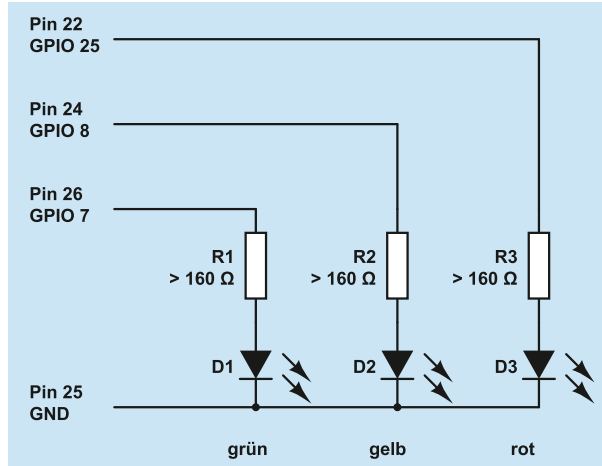 Pin 22
GPIO 25
Pin 24
GPIO 8
Pin 26
GPIO 7
R1
> 160 Ω
R2
> 160 Ω
R3
> 160 Ω
D1
D2
D3
Pin 25
GND
grün
gelb
rot